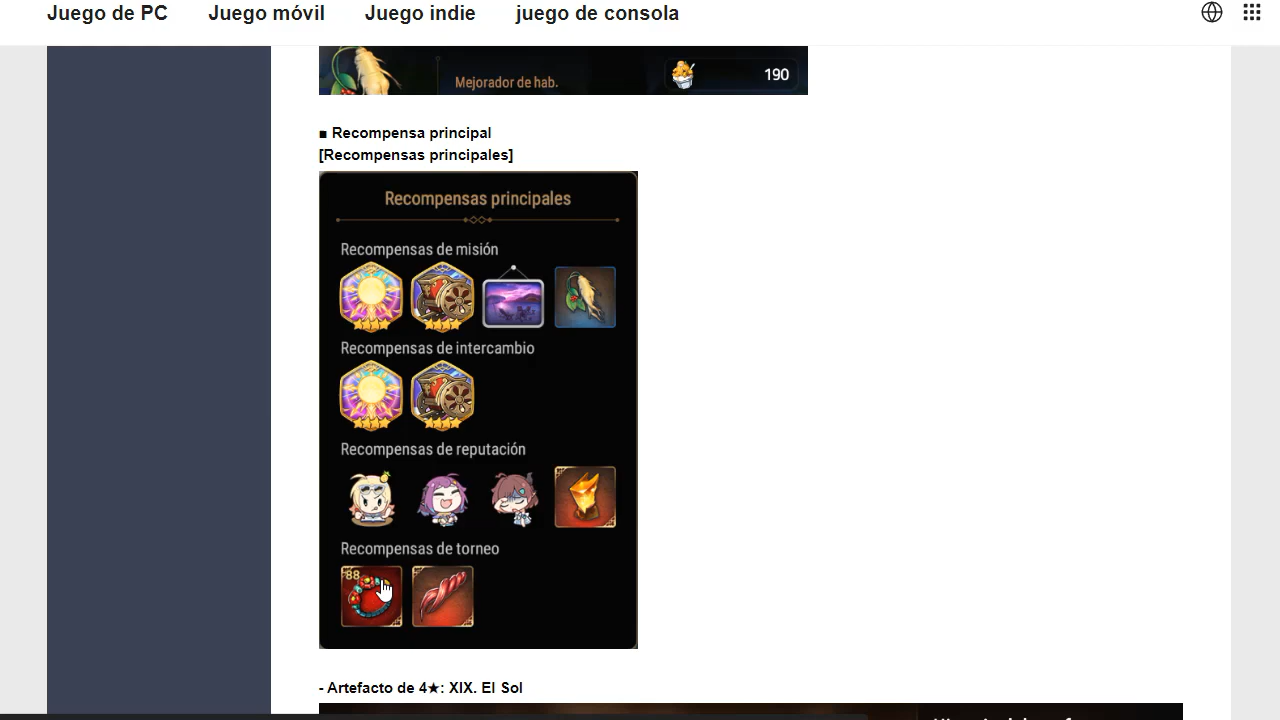 Juego de PC Juego móvil Juego indie juego de consola
Mejorador de hab. 190
■ Recompensa principal
[Recompensas principales]
Recompensas principales
Recompensas de misión
Recompensas de intercambio
Recompensas de reputación
Recompensas de torneo
88
- Artefacto de 4★: XIX. El Sol